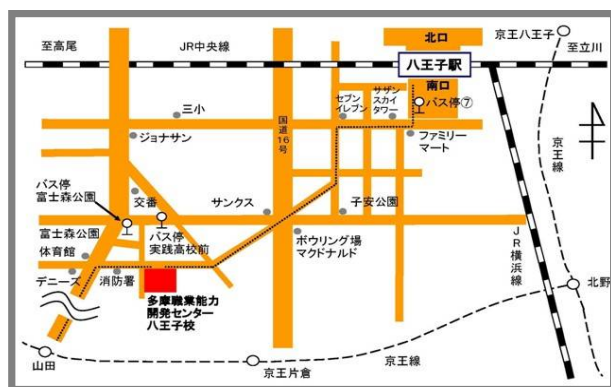 北口
京王八王子
至高尾
JR中央線
八王子駅
至立川
南口
バス停⑦
三小
セブン
イレブン
サザン
スカイ
タワー
国道16号
ジョナサン
ファミリー
マート
京王線
バス停
富士森公園
交番
サンクス
子安公園
富士森公園
バス停
実践高校前
ボウリング場
マクドナルド
JR横浜線
体育館
デニーズ
消防署
北野
多摩職業能力
開発センター
八王子校
山田
京王片倉
京王線